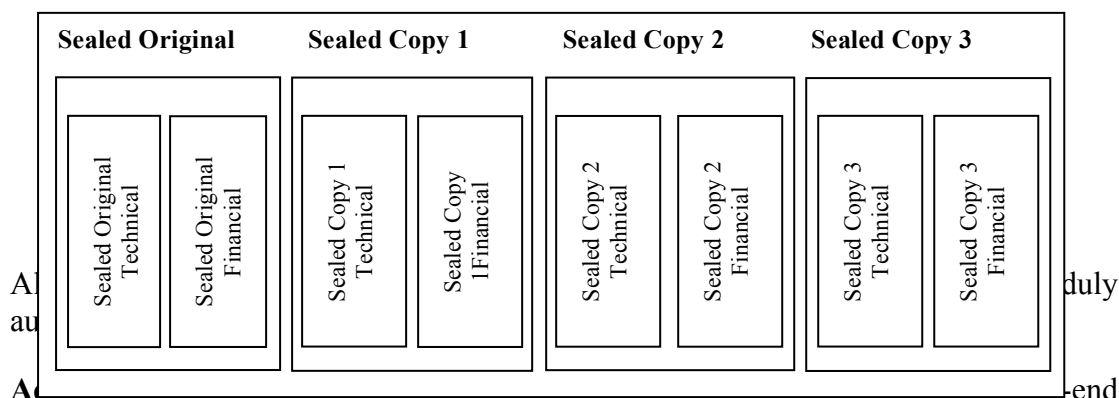 Sealed Original
Sealed Copy 1
Sealed Copy 2
Sealed Copy 3
Sealed Original
Technical
Sealed Original
Financial
Sealed Copy 1
Technical
Sealed Copy
1Financial
Sealed Copy 2
Technical
Sealed Copy 2
Financial
Sealed Copy 3
Technical
Sealed Copy 3
Financial
duly
-end